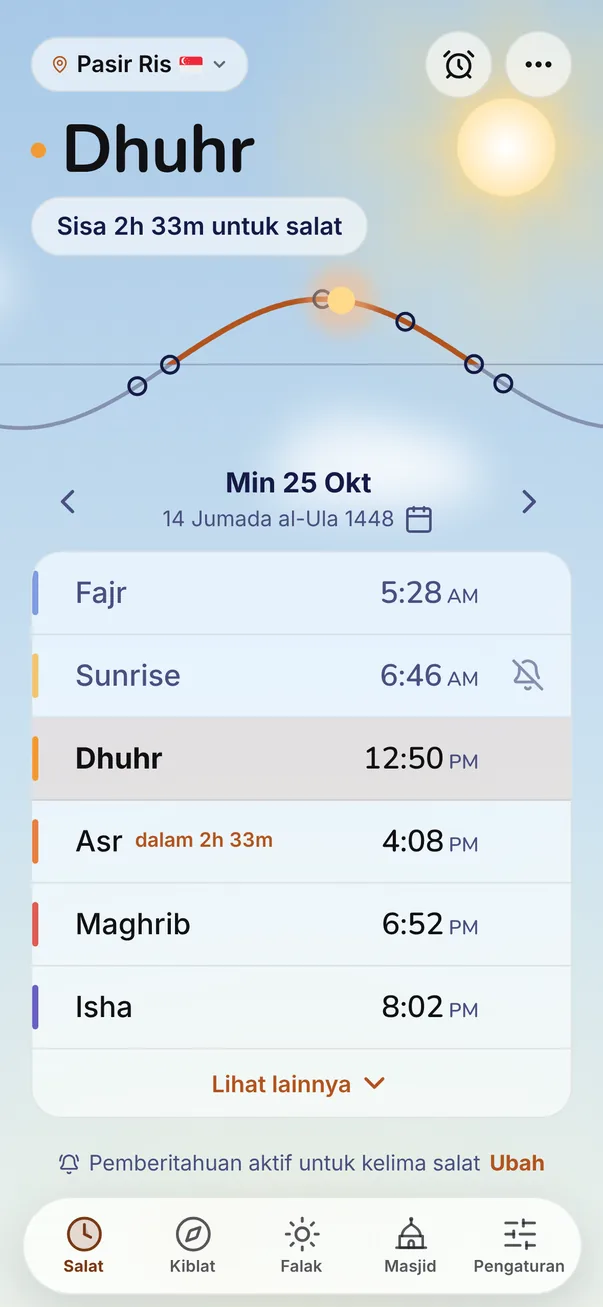 Pasir Ris 🇸🇬
Dhuhr
Sisa 2h 33m untuk salat
Min 25 Okt
14 Jumada al-Ula 1448
Fajr 5:28 AM
Sunrise 6:46 AM
Dhuhr 12:50 PM
Asr dalam 2h 33m 4:08 PM
Maghrib 6:52 PM
Isha 8:02 PM
Lihat lainnya
Pemberitahuan aktif untuk kelima salat Ubah
Salat Kiblat Falak Masjid Pengaturan